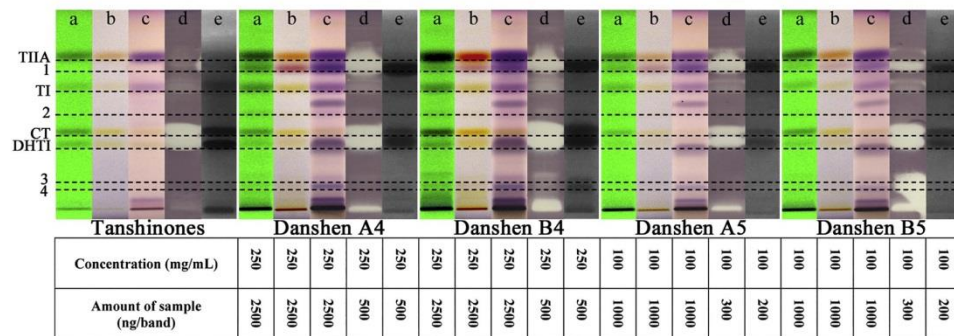 a b c d e a b c d e a b c d e a b c d e a b c d e
TIIA
1
TI
2
CT
DHTI
3
4
Tanshinones Danshen A4 Danshen B4 Danshen A5 Danshen B5
Concentration (mg/mL) 250 250 250 250 250 250 250 250 250 250 100 100 100 100 100 100 100 100 100 100
Amount of sample
(ng/band) 2500 2500 2500 500 500 2500 2500 2500 500 500 1000 1000 1000 300 200 1000 1000 1000 300 200